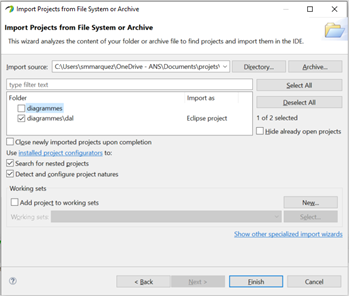 Import Projects from File System or Archive
Import Projects from File System or Archive
This wizard analyzes the content of your folder or archive file to find projects and import them in the IDE.
Import source: C:\Users\smmarquez\OneDrive - ANS\Documents\projets\ Directory... Archive...
type filter text Select All
Folder Import as Deselect All
diagrammes
diagrammes\dal Eclipse project 1 of 2 selected
Hide already open projects
Close newly imported projects upon completion
Use installed project configurators to:
Search for nested projects
Detect and configure project natures
Working sets
Add project to working sets New...
Working sets: Select...
Show other specialized import wizards
? < Back Next > Finish Cancel